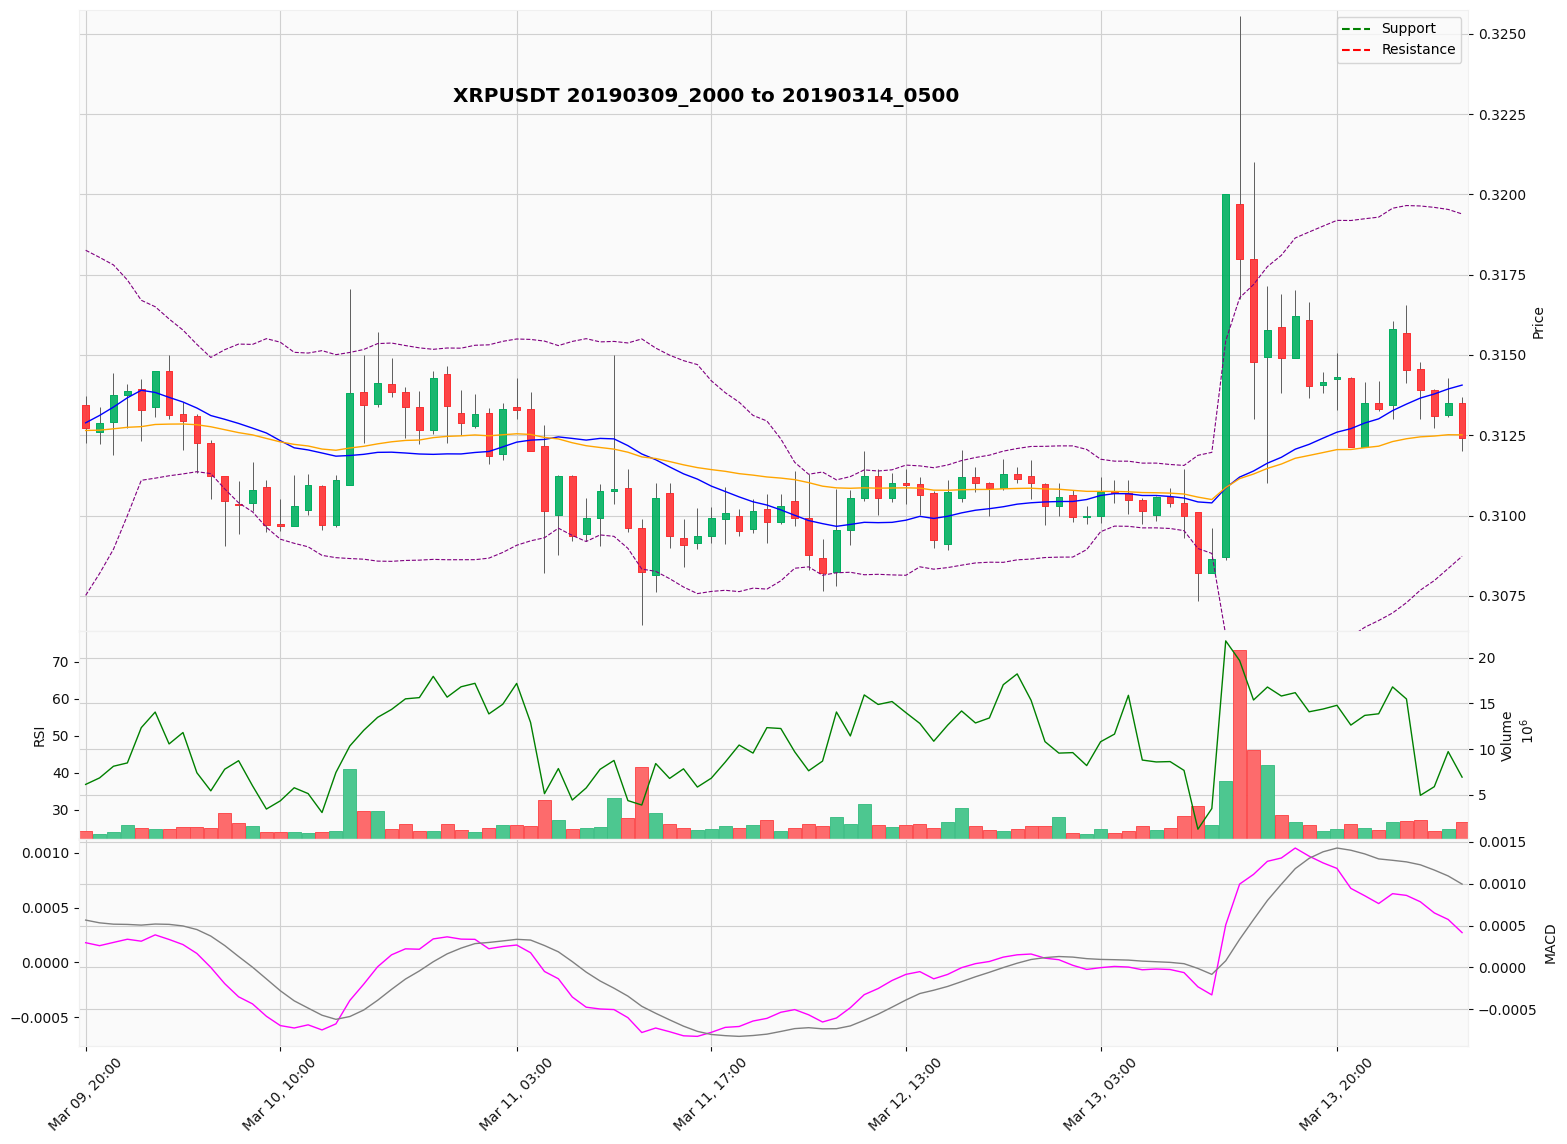 XRPUSDT 20190309_2000 to 20190314_0500
Support
Resistance
0.3250
0.3225
0.3200
0.3175
0.3150
0.3125
0.3100
0.3075
Price
70
60
50
40
30
RSI
20
15
10
5
Volume
10^6
0.0010
0.0005
0.0000
−0.0005
0.0015
0.0010
0.0005
0.0000
−0.0005
MACD
Mar 09, 20:00
Mar 10, 10:00
Mar 11, 03:00
Mar 11, 17:00
Mar 12, 13:00
Mar 13, 03:00
Mar 13, 20:00